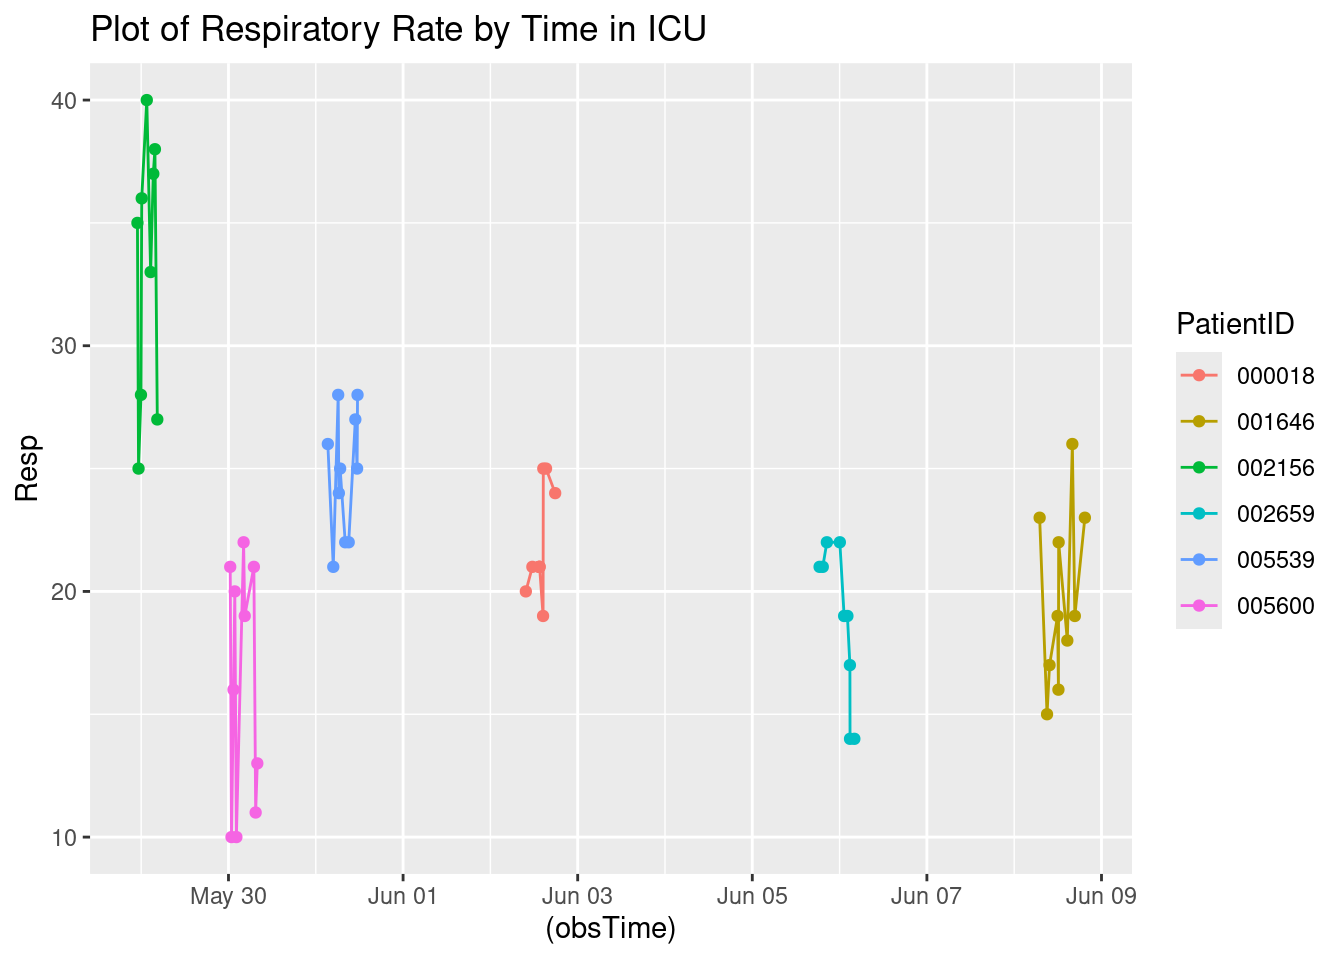 Plot of Respiratory Rate by Time in ICU
40
30
20
10
Resp
May 30
Jun 01
Jun 03
Jun 05
Jun 07
Jun 09
(obsTime)
PatientID
000018
001646
002156
002659
005539
005600